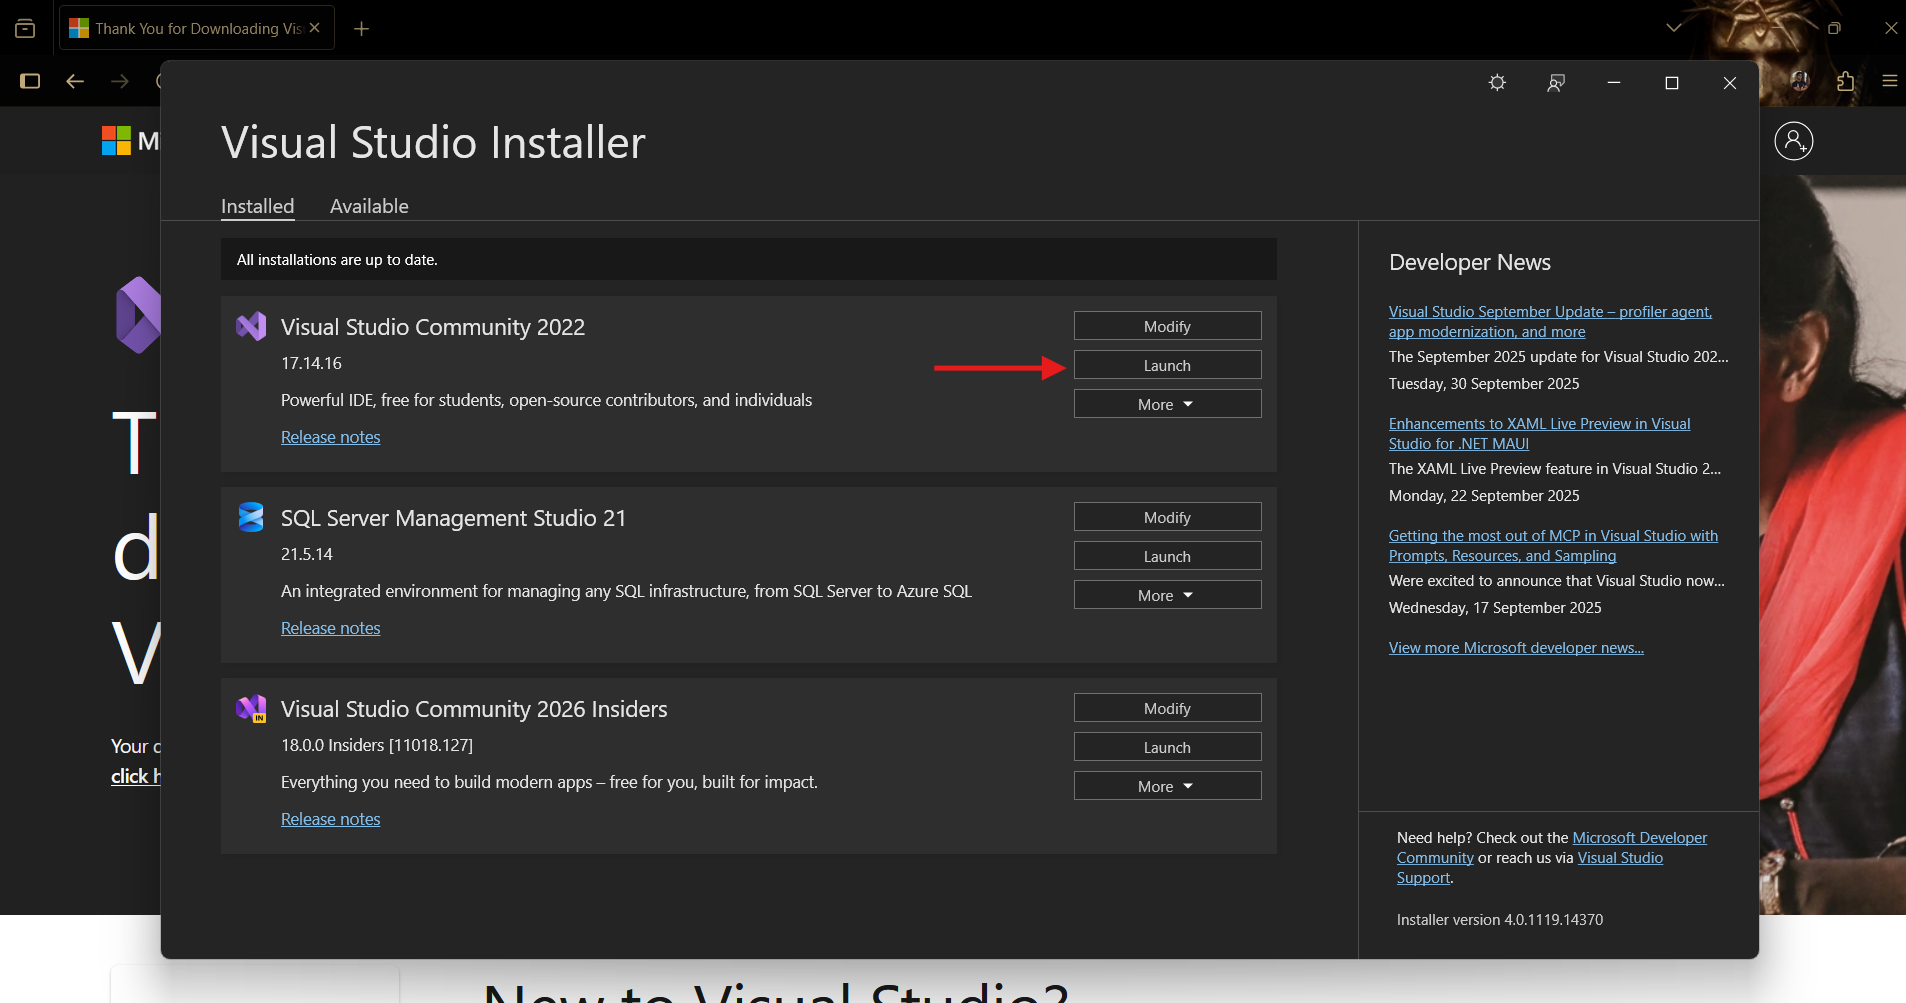 Thank You for Downloading Vis
M
Visual Studio Installer
Installed
Available
All installations are up to date.
Visual Studio Community 2022
Modify
17.14.16
Launch
Powerful IDE, free for students, open-source contributors, and individuals
More
Release notes
SQL Server Management Studio 21
Modify
21.5.14
Launch
An integrated environment for managing any SQL infrastructure, from SQL Server to Azure SQL
More
Release notes
Visual Studio Community 2026 Insiders
IN
Modify
18.0.0 Insiders [11018.127]
Launch
Everything you need to build modern apps – free for you, built for impact.
More
Release notes
Developer News
Visual Studio September Update – profiler agent,
app modernization, and more
The September 2025 update for Visual Studio 202...
Tuesday, 30 September 2025
Enhancements to XAML Live Preview in Visual
Studio for .NET MAUI
The XAML Live Preview feature in Visual Studio 2...
Monday, 22 September 2025
Getting the most out of MCP in Visual Studio with
Prompts, Resources, and Sampling
Were excited to announce that Visual Studio now...
Wednesday, 17 September 2025
View more Microsoft developer news...
Need help? Check out the Microsoft Developer
Community or reach us via Visual Studio
Support.
Installer version 4.0.1119.14370
T
d
V
Your
click
New to Visual Studio?